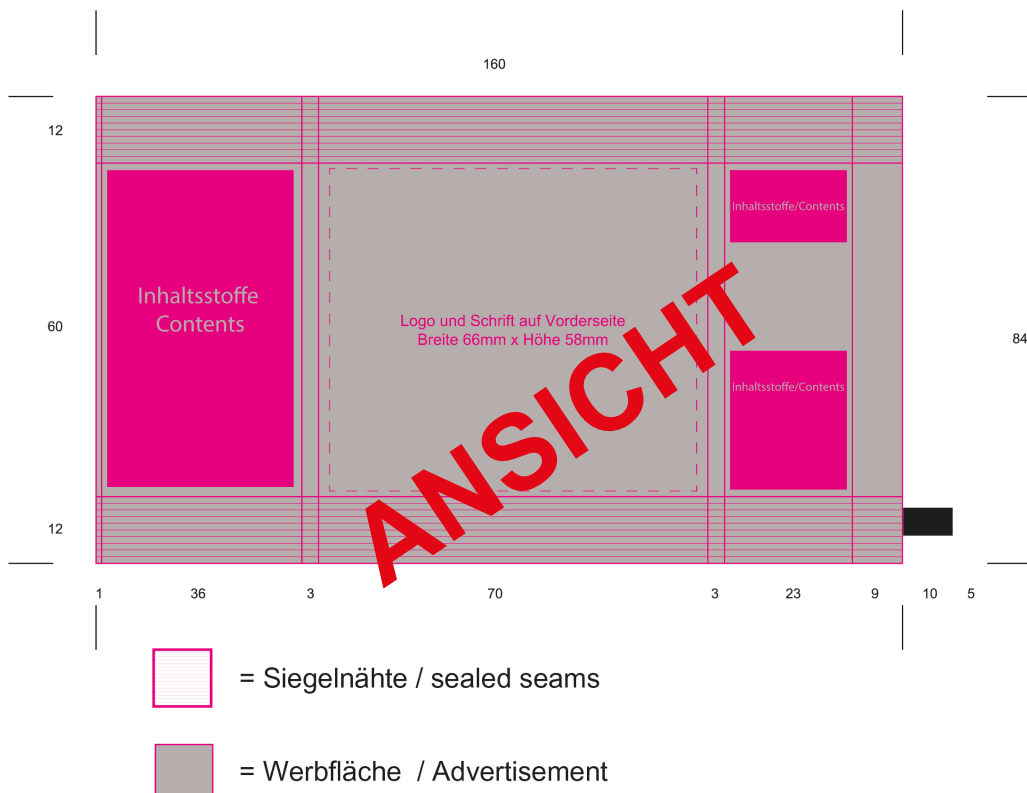 160
12
Inhaltsstoffe
Contents
Inhaltsstoffe/Contents
60
Logo und Schrift auf Vorderseite
Breite 66mm x Höhe 58mm
84
Inhaltsstoffe/Contents
ANSICHT
12
1 36 3 70 3 23 9 10 5
= Siegelnähte / sealed seams
= Werbfläche / Advertisement